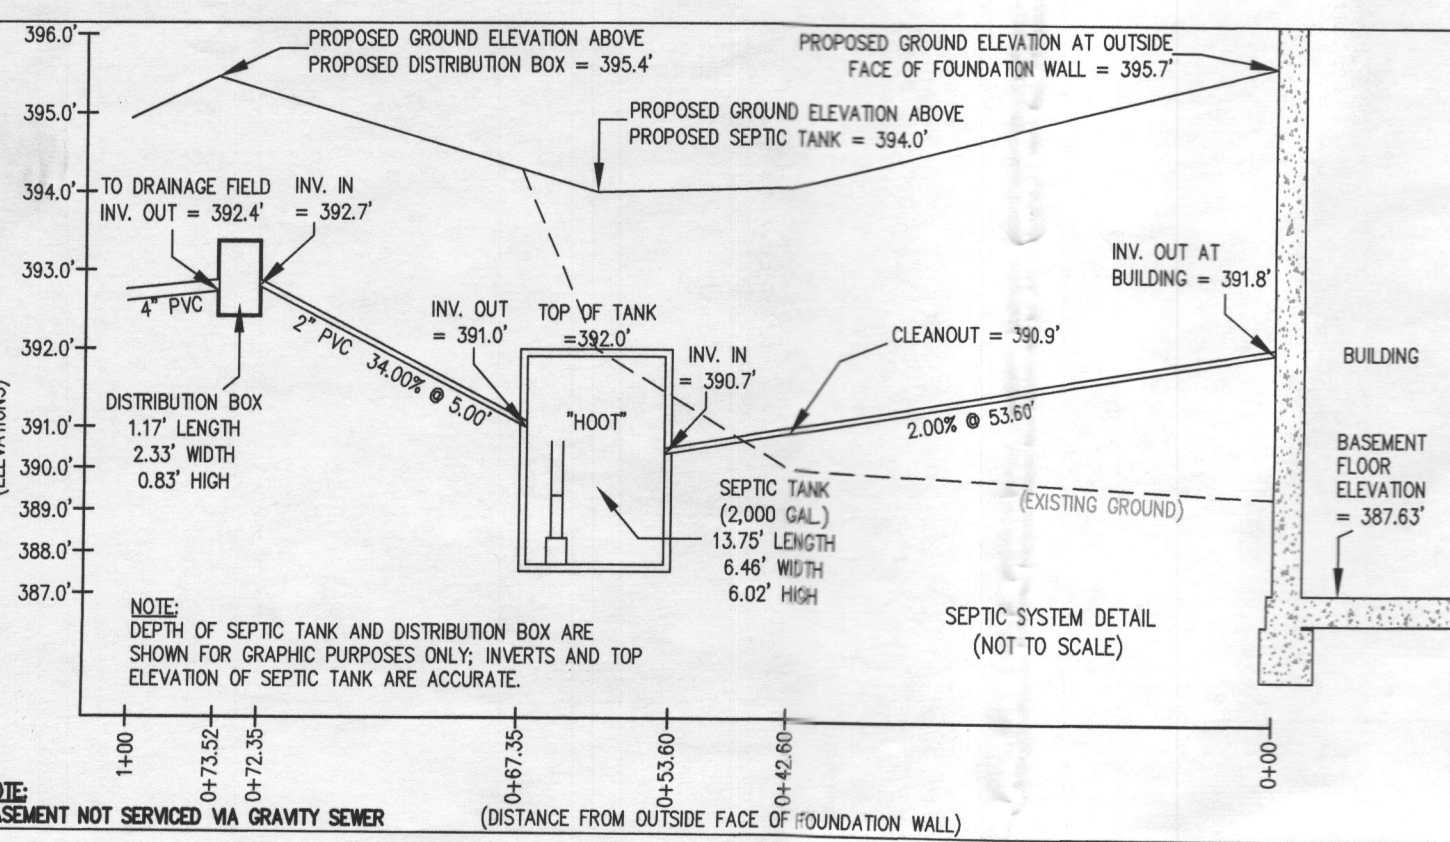 396.0'
395.0'
394.0'
393.0'
392.0'
391.0'
390.0'
389.0'
388.0'
387.0'
PROPOSED GROUND ELEVATION ABOVE
PROPOSED DISTRIBUTION BOX = 395.4'
PROPOSED GROUND ELEVATION AT OUTSIDE
FACE OF FOUNDATION WALL = 395.7'
PROPOSED GROUND ELEVATION ABOVE
PROPOSED SEPTIC TANK = 394.0'
TO DRAINAGE FIELD
INV. OUT = 392.4'
INV. IN
= 392.7'
4" PVC
2" PVC 34.00% @ 5.00'
INV. OUT
= 391.0'
TOP OF TANK
=392.0'
INV. IN
= 390.7'
CLEANOUT = 390.9'
INV. OUT AT
BUILDING = 391.8'
2.00% @ 53.60'
BUILDING
DISTRIBUTION BOX
1.17' LENGTH
2.33' WIDTH
0.83' HIGH
"HOOT"
SEPTIC TANK
(2,000 GAL.)
13.75' LENGTH
6.46' WIDTH
6.02' HIGH
(EXISTING GROUND)
BASEMENT
FLOOR
ELEVATION
= 387.63'
NOTE:
DEPTH OF SEPTIC TANK AND DISTRIBUTION BOX ARE
SHOWN FOR GRAPHIC PURPOSES ONLY; INVERTS AND TOP
ELEVATION OF SEPTIC TANK ARE ACCURATE.
SEPTIC SYSTEM DETAIL
(NOT TO SCALE)
1+00
0+73.52
0+72.35
0+67.35
0+53.60
0+42.60
0+00
OTE:
ASEMENT NOT SERVICED VIA GRAVITY SEWER
(DISTANCE FROM OUTSIDE FACE OF FOUNDATION WALL)